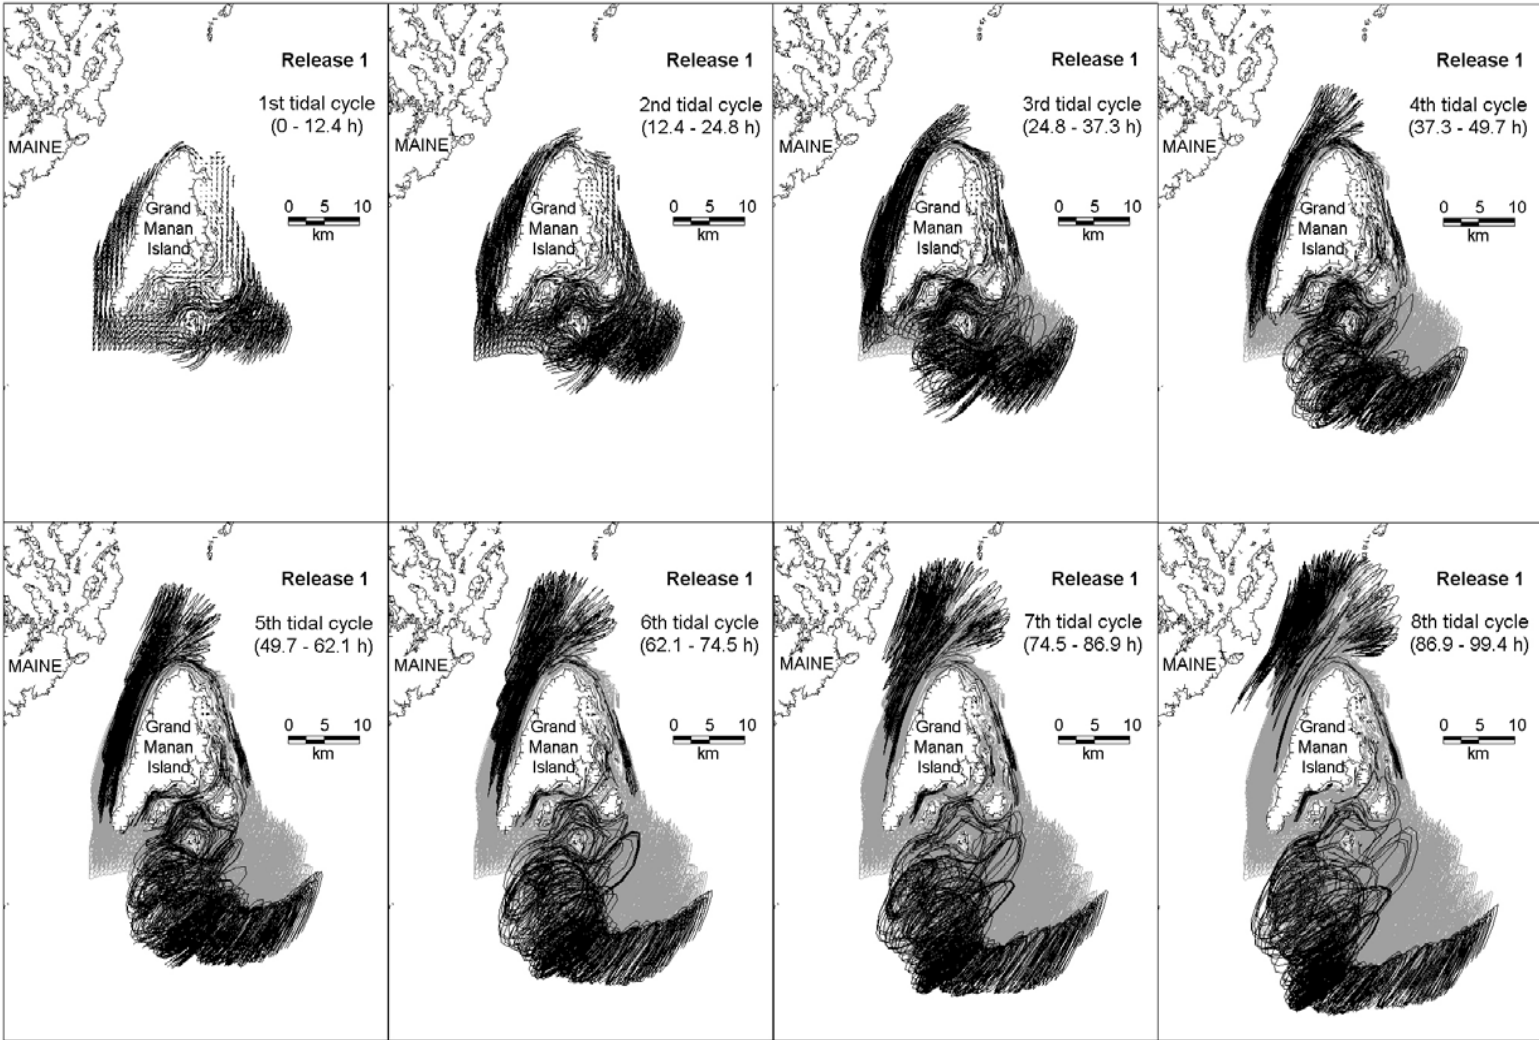 Release 1
1st tidal cycle
(0 - 12.4 h)
MAINE
0 5 10
km
Grand
Manan
Island
Release 1
2nd tidal cycle
(12.4 - 24.8 h)
MAINE
0 5 10
km
Grand
Manan
Island
Release 1
3rd tidal cycle
(24.8 - 37.3 h)
MAINE
0 5 10
km
Grand
Manan
Island
Release 1
4th tidal cycle
(37.3 - 49.7 h)
MAINE
0 5 10
km
Grand
Manan
Island
Release 1
5th tidal cycle
(49.7 - 62.1 h)
MAINE
0 5 10
km
Grand
Manan
Island
Release 1
6th tidal cycle
(62.1 - 74.5 h)
MAINE
0 5 10
km
Grand
Manan
Island
Release 1
7th tidal cycle
(74.5 - 86.9 h)
MAINE
0 5 10
km
Grand
Manan
Island
Release 1
8th tidal cycle
(86.9 - 99.4 h)
MAINE
0 5 10
km
Grand
Manan
Island